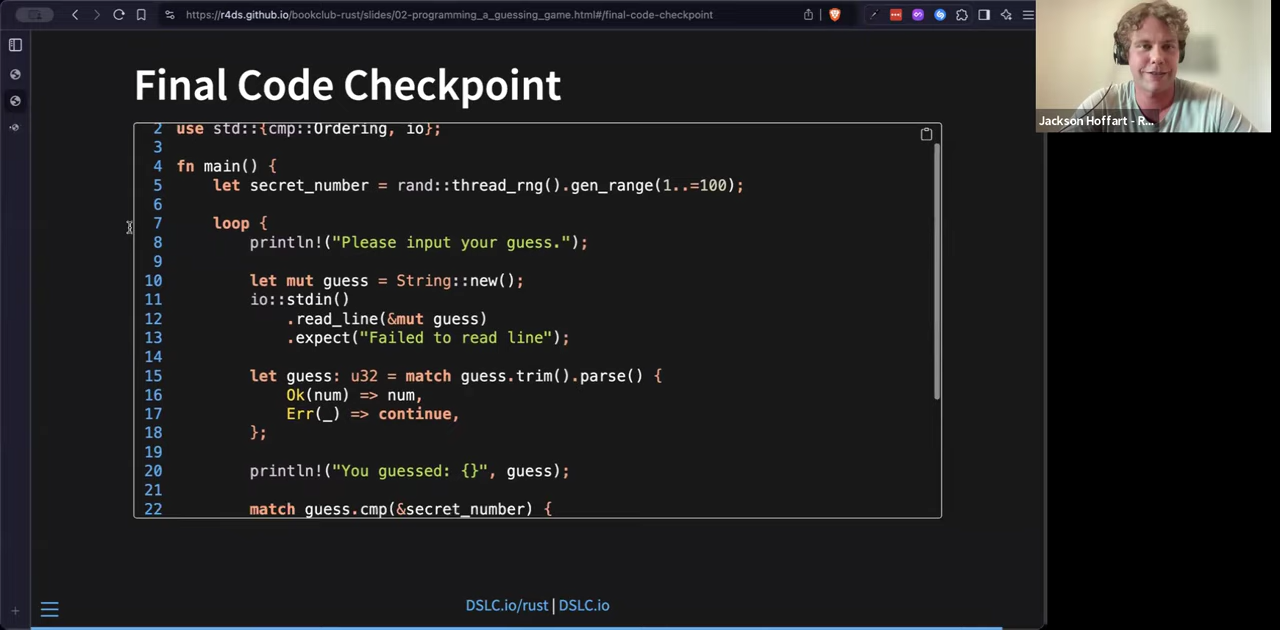 https://r4ds.github.io/bookclub-rust/slides/02-programming_a_guessing_game.html#/final-code-checkpoint
Final Code Checkpoint
2 use std::{cmp::Ordering, io};
3
4 fn main() {
5 let secret_number = rand::thread_rng().gen_range(1..=100);
6
7 loop {
8 println!("Please input your guess.");
9
10 let mut guess = String::new();
11 io::stdin()
12 .read_line(&mut guess)
13 .expect("Failed to read line");
14
15 let guess: u32 = match guess.trim().parse() {
16 Ok(num) => num,
17 Err(_) => continue,
18 };
19
20 println!("You guessed: {}", guess);
21
22 match guess.cmp(&secret_number) {
DSLC.io/rust | DSLC.io
Jackson Hoffart - R...